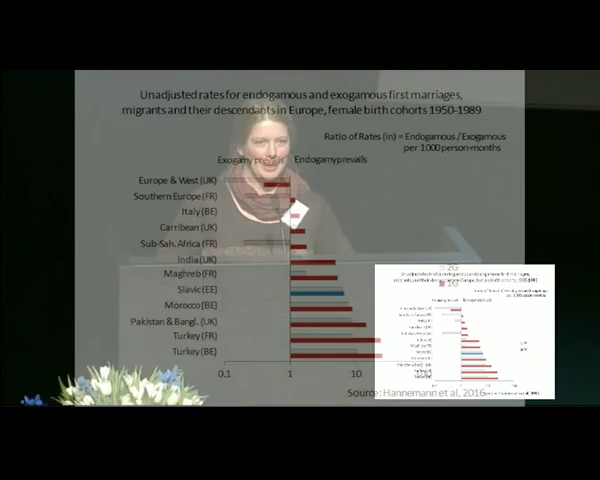 Unadjusted rates for endogamous and exogamous first marriages,
migrants and their descendants in Europe, female birth cohorts 1950-1989
Ratio of Rates (ln) = Endogamous / Exogamous
per 1000 person-months
Exogamy prevails Endogamyprevails
Europe & West (UK)
Southern Europe (FR)
Italy (BE)
Carribean (UK)
Sub-Sah. Africa (FR)
India (UK)
Maghreb (FR)
Slavic (EE)
Morocco (BE)
Pakistan & Bangl. (UK)
Turkey (FR)
Turkey (BE)
2G
1G
0.1 1 10
Source: Hannemann et al, 2016